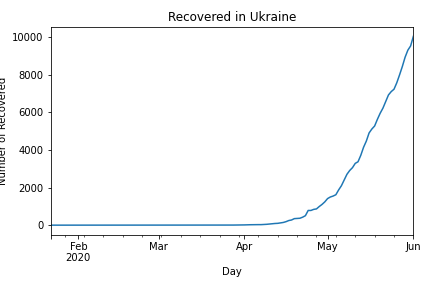 Recovered in Ukraine
Number of Recovered
10000
8000
6000
4000
2000
0
Feb
2020
Mar
Apr
May
Jun
Day